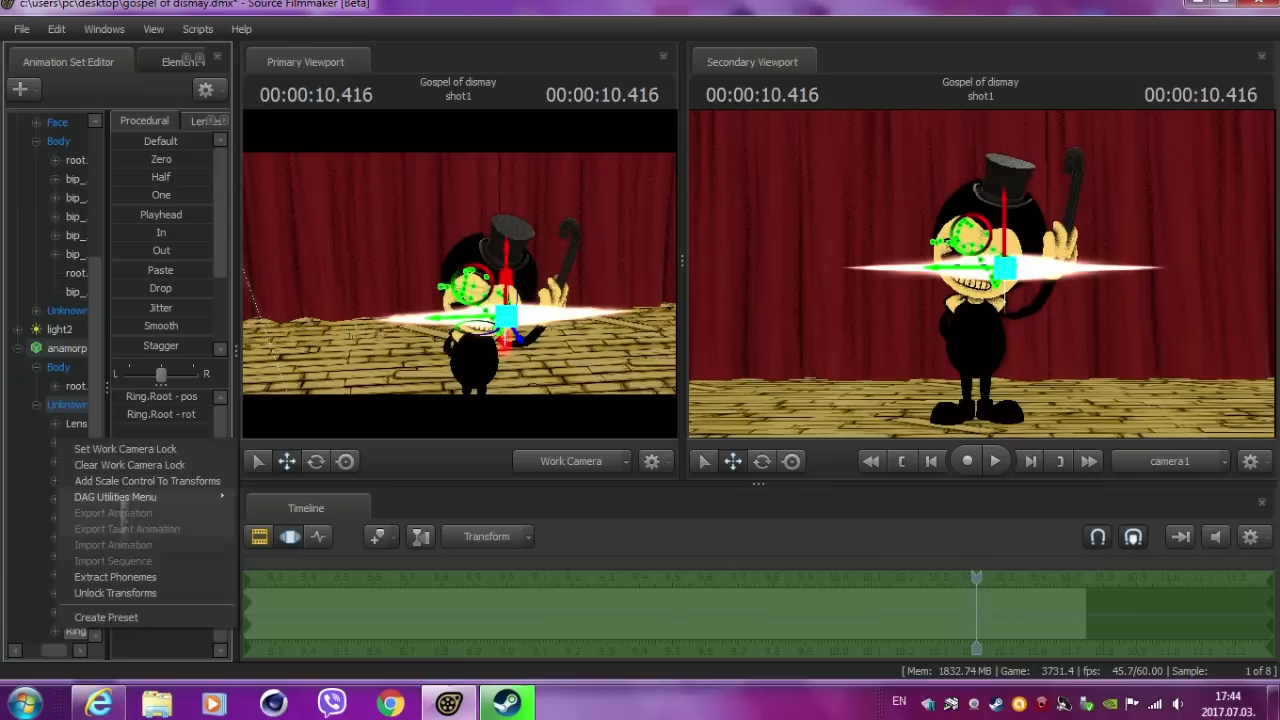 c:\users\pc\desktop\gospel of dismay.dmx* - Source Filmmaker [Beta]
File Edit Windows View Scripts Help
Animation Set Editor
Primary Viewport
Secondary Viewport
00:00:10.416
Gospel of dismay
shot1
00:00:10.416
00:00:10.416
Gospel of dismay
shot1
00:00:10.416
Face
Body
root.
bip_.
bip_.
bip_.
bip_.
bip_.
root.
bip_.
Unknown
light2
anamorp
Body
root.
Unknown
Lens
Ring
Procedural
Default
Zero
Half
One
Playhead
In
Out
Paste
Drop
Jitter
Smooth
Stagger
L R
Ring.Root - pos
Ring.Root - rot
Set Work Camera Lock
Clear Work Camera Lock
Add Scale Control To Transforms
DAG Utilities Menu
Export Animation
Export Taunt Animation
Import Animation
Import Sequence
Extract Phonemes
Unlock Transforms
Create Preset
Work Camera
camera1
Timeline
Transform
[ Mem: 1832.74 MB | Game: 3731.4 | fps: 45.7/60.00 | Sample: 1 of 8 ]
EN
17:44
2017.07.03.